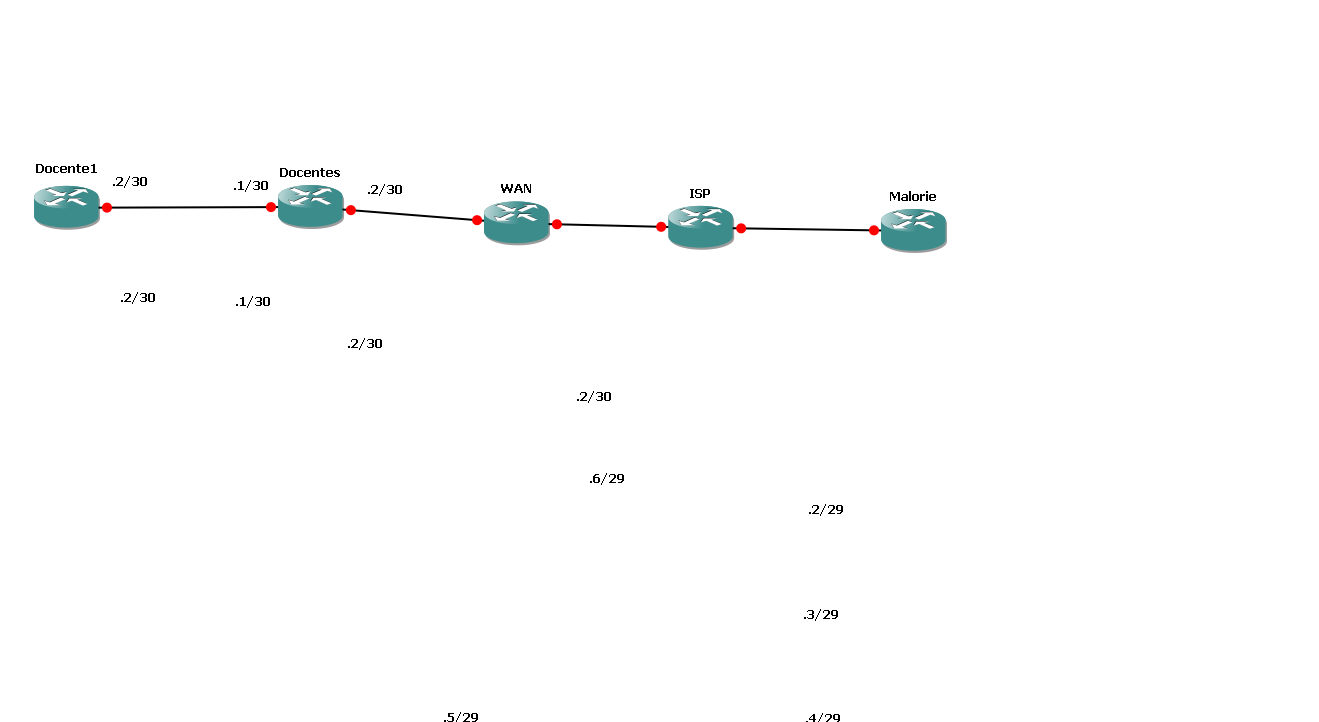 Docente1
.2/30
.1/30
Docentes
.2/30
WAN
ISP
Malorie
.2/30
.1/30
.2/30
.2/30
.6/29
.2/29
.3/29
.5/29
.4/29